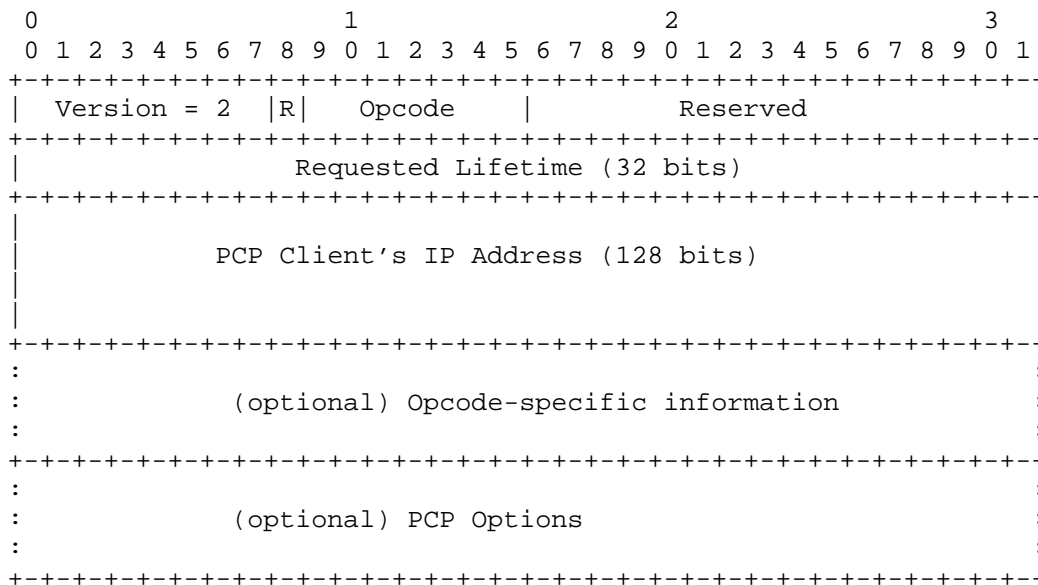 0                   1                   2                   3
 0 1 2 3 4 5 6 7 8 9 0 1 2 3 4 5 6 7 8 9 0 1 2 3 4 5 6 7 8 9 0 1
+-+-+-+-+-+-+-+-+-+-+-+-+-+-+-+-+-+-+-+-+-+-+-+-+-+-+-+-+-+-+-+-+-
|  Version = 2  |R|   Opcode    |         Reserved
+-+-+-+-+-+-+-+-+-+-+-+-+-+-+-+-+-+-+-+-+-+-+-+-+-+-+-+-+-+-+-+-+-
|                 Requested Lifetime (32 bits)
+-+-+-+-+-+-+-+-+-+-+-+-+-+-+-+-+-+-+-+-+-+-+-+-+-+-+-+-+-+-+-+-+-
|
|            PCP Client’s IP Address (128 bits)
|
|
+-+-+-+-+-+-+-+-+-+-+-+-+-+-+-+-+-+-+-+-+-+-+-+-+-+-+-+-+-+-+-+-+-
:                                                               :
:             (optional) Opcode-specific information            :
:                                                               :
+-+-+-+-+-+-+-+-+-+-+-+-+-+-+-+-+-+-+-+-+-+-+-+-+-+-+-+-+-+-+-+-+-
:                                                               :
:             (optional) PCP Options                            :
:                                                               :
+-+-+-+-+-+-+-+-+-+-+-+-+-+-+-+-+-+-+-+-+-+-+-+-+-+-+-+-+-+-+-+-+-